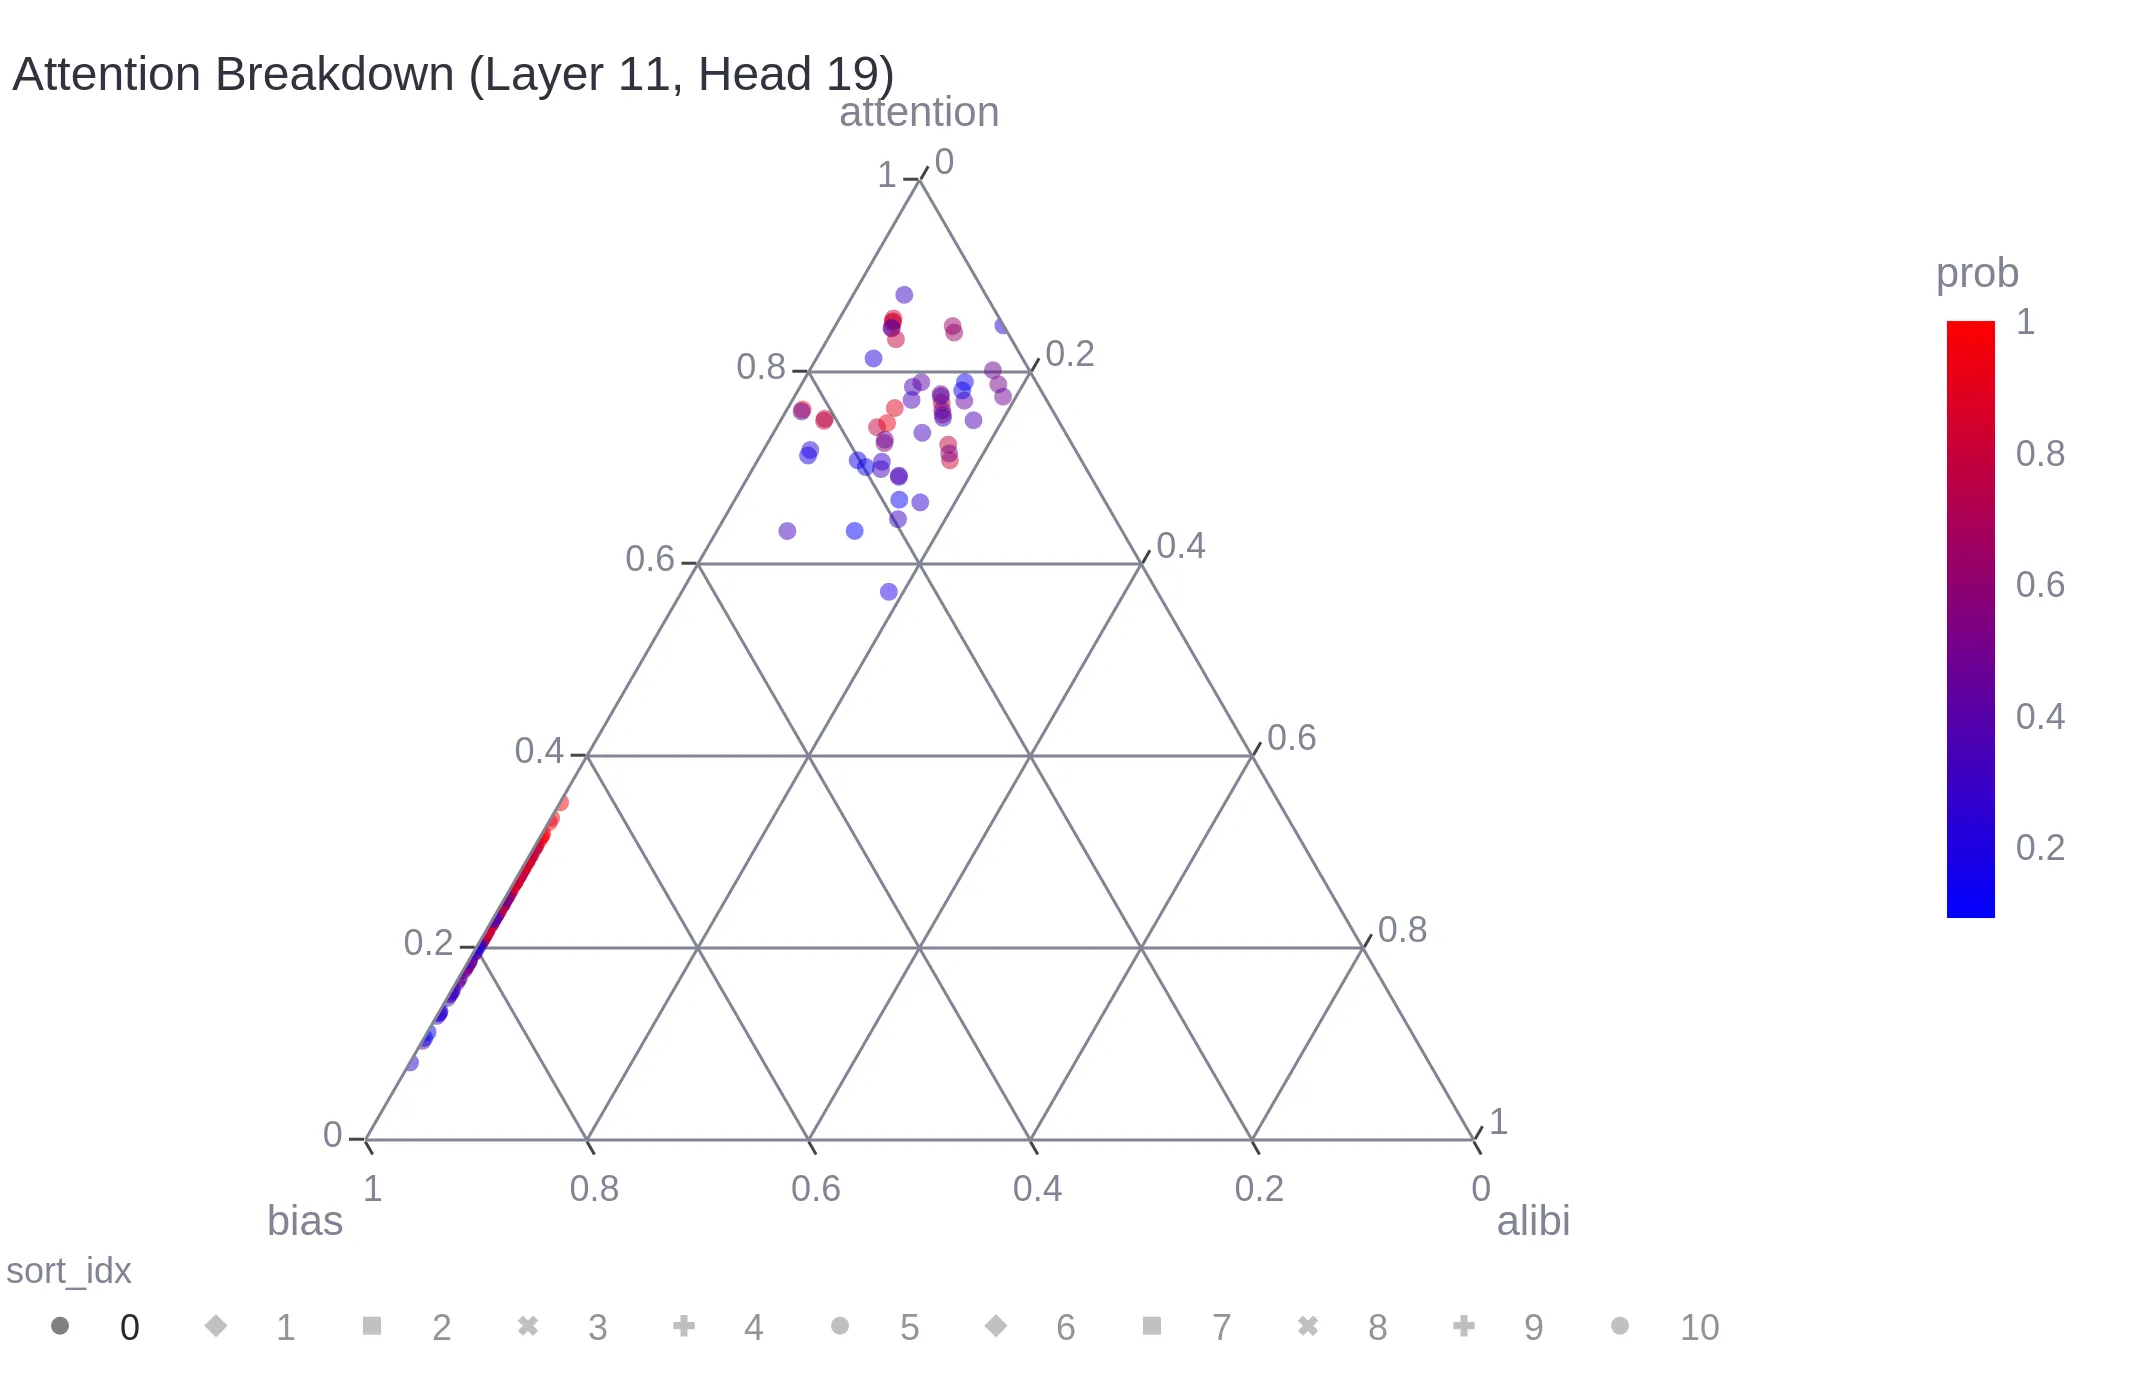 Attention Breakdown (Layer 11, Head 19)
attention
1 0
0.8 0.2
0.6 0.4
0.4 0.6
0.2 0.8
0 1
1 0.8 0.6 0.4 0.2 0
bias alibi
prob
1
0.8
0.6
0.4
0.2
sort_idx
0 1 2 3 4 5 6 7 8 9 10